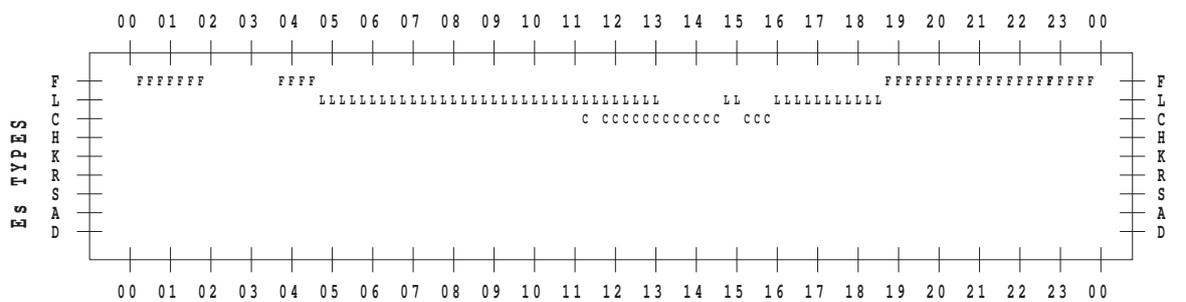 00 01 02 03 04 05 06 07 08 09 10 11 12 13 14 15 16 17 18 19 20 21 22 23 00
F FFFFFFF FFFF FFFFFFFFFFFFFFFFFFFFF F
L LLLLLLLLLLLLLLLLLLLLLLLLLLLLLLLLLL LL LLLLLLLLLLL L
C C CCCCCCCCCCCC CCC C
H H
K K
R R
S S
A A
D D
Es TYPES
00 01 02 03 04 05 06 07 08 09 10 11 12 13 14 15 16 17 18 19 20 21 22 23 00